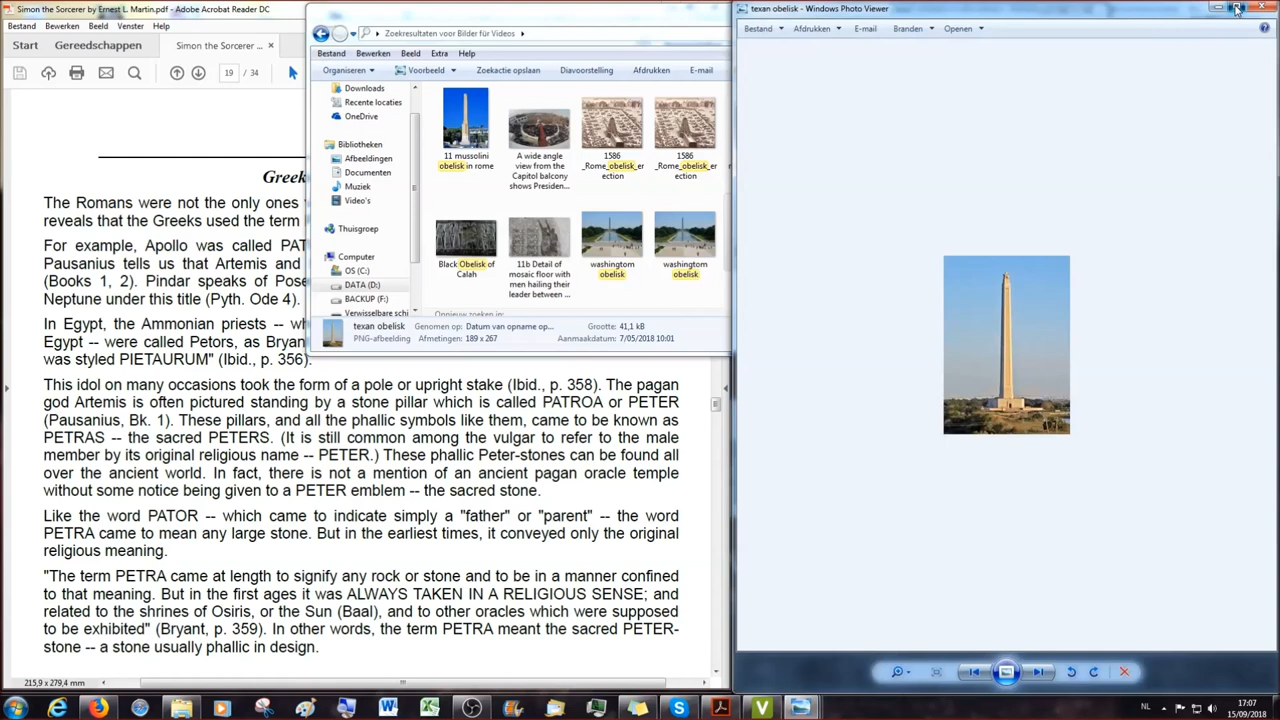 Simon the Sorcerer by Ernest L. Martin.pdf - Adobe Acrobat Reader DC
Bestand Bewerken Beeld Venster Help
Start Gereedschappen Simon the Sorcerer ... ×
19 / 34
Greek
The Romans were not the only ones
reveals that the Greeks used the term
For example, Apollo was called PAT
Pausanius tells us that Artemis and
(Books 1, 2). Pindar speaks of Pose
Neptune under this title (Pyth. Ode 4).
In Egypt, the Ammonian priests -- wh
Egypt -- were called Petors, as Bryan
was styled PIETAURUM" (Ibid., p. 356).
This idol on many occasions took the form of a pole or upright stake (Ibid., p. 358). The pagan
god Artemis is often pictured standing by a stone pillar which is called PATROA or PETER
(Pausanius, Bk. 1). These pillars, and all the phallic symbols like them, came to be known as
PETRAS -- the sacred PETERS. (It is still common among the vulgar to refer to the male
member by its original religious name -- PETER.) These phallic Peter-stones can be found all
over the ancient world. In fact, there is not a mention of an ancient pagan oracle temple
without some notice being given to a PETER emblem -- the sacred stone.
Like the word PATOR -- which came to indicate simply a "father" or "parent" -- the word
PETRA came to mean any large stone. But in the earliest times, it conveyed only the original
religious meaning.
"The term PETRA came at length to signify any rock or stone and to be in a manner confined
to that meaning. But in the first ages it was ALWAYS TAKEN IN A RELIGIOUS SENSE; and
related to the shrines of Osiris, or the Sun (Baal), and to other oracles which were supposed
to be exhibited" (Bryant, p. 359). In other words, the term PETRA meant the sacred PETER-
stone -- a stone usually phallic in design.
215,9 x 279,4 mm
Zoekresultaten voor Bilder für Videos
Bestand Bewerken Beeld Extra Help
Organiseren Voorbeeld Zoekactie opslaan Diavoorstelling Afdrukken E-mail
Downloads
Recente locaties
OneDrive
Bibliotheken
Afbeeldingen
Documenten
Muziek
Video's
Thuisgroep
Computer
OS (C:)
DATA (D:)
BACKUP (F:)
Verwisselbare schi
11 mussolini
obelisk in rome
A wide angle
view from the
Capitol balcony
shows Presiden...
1586
_Rome_obelisk_er
ection
1586
_Rome_obelisk_er
ection
Black Obelisk of
Calah
11b Detail of
mosaic floor with
men hailing their
leader between ...
washingtom
obelisk
washingtom
obelisk
Opnieuw zoeken in:
texan obelisk Genomen op: Datum van opname op... Grootte: 41,1 kB
PNG-afbeelding Afmetingen: 189 x 267 Aanmaakdatum: 7/05/2018 10:01
texan obelisk - Windows Photo Viewer
Bestand Afdrukken E-mail Branden Openen
NL
17:07
15/09/2018